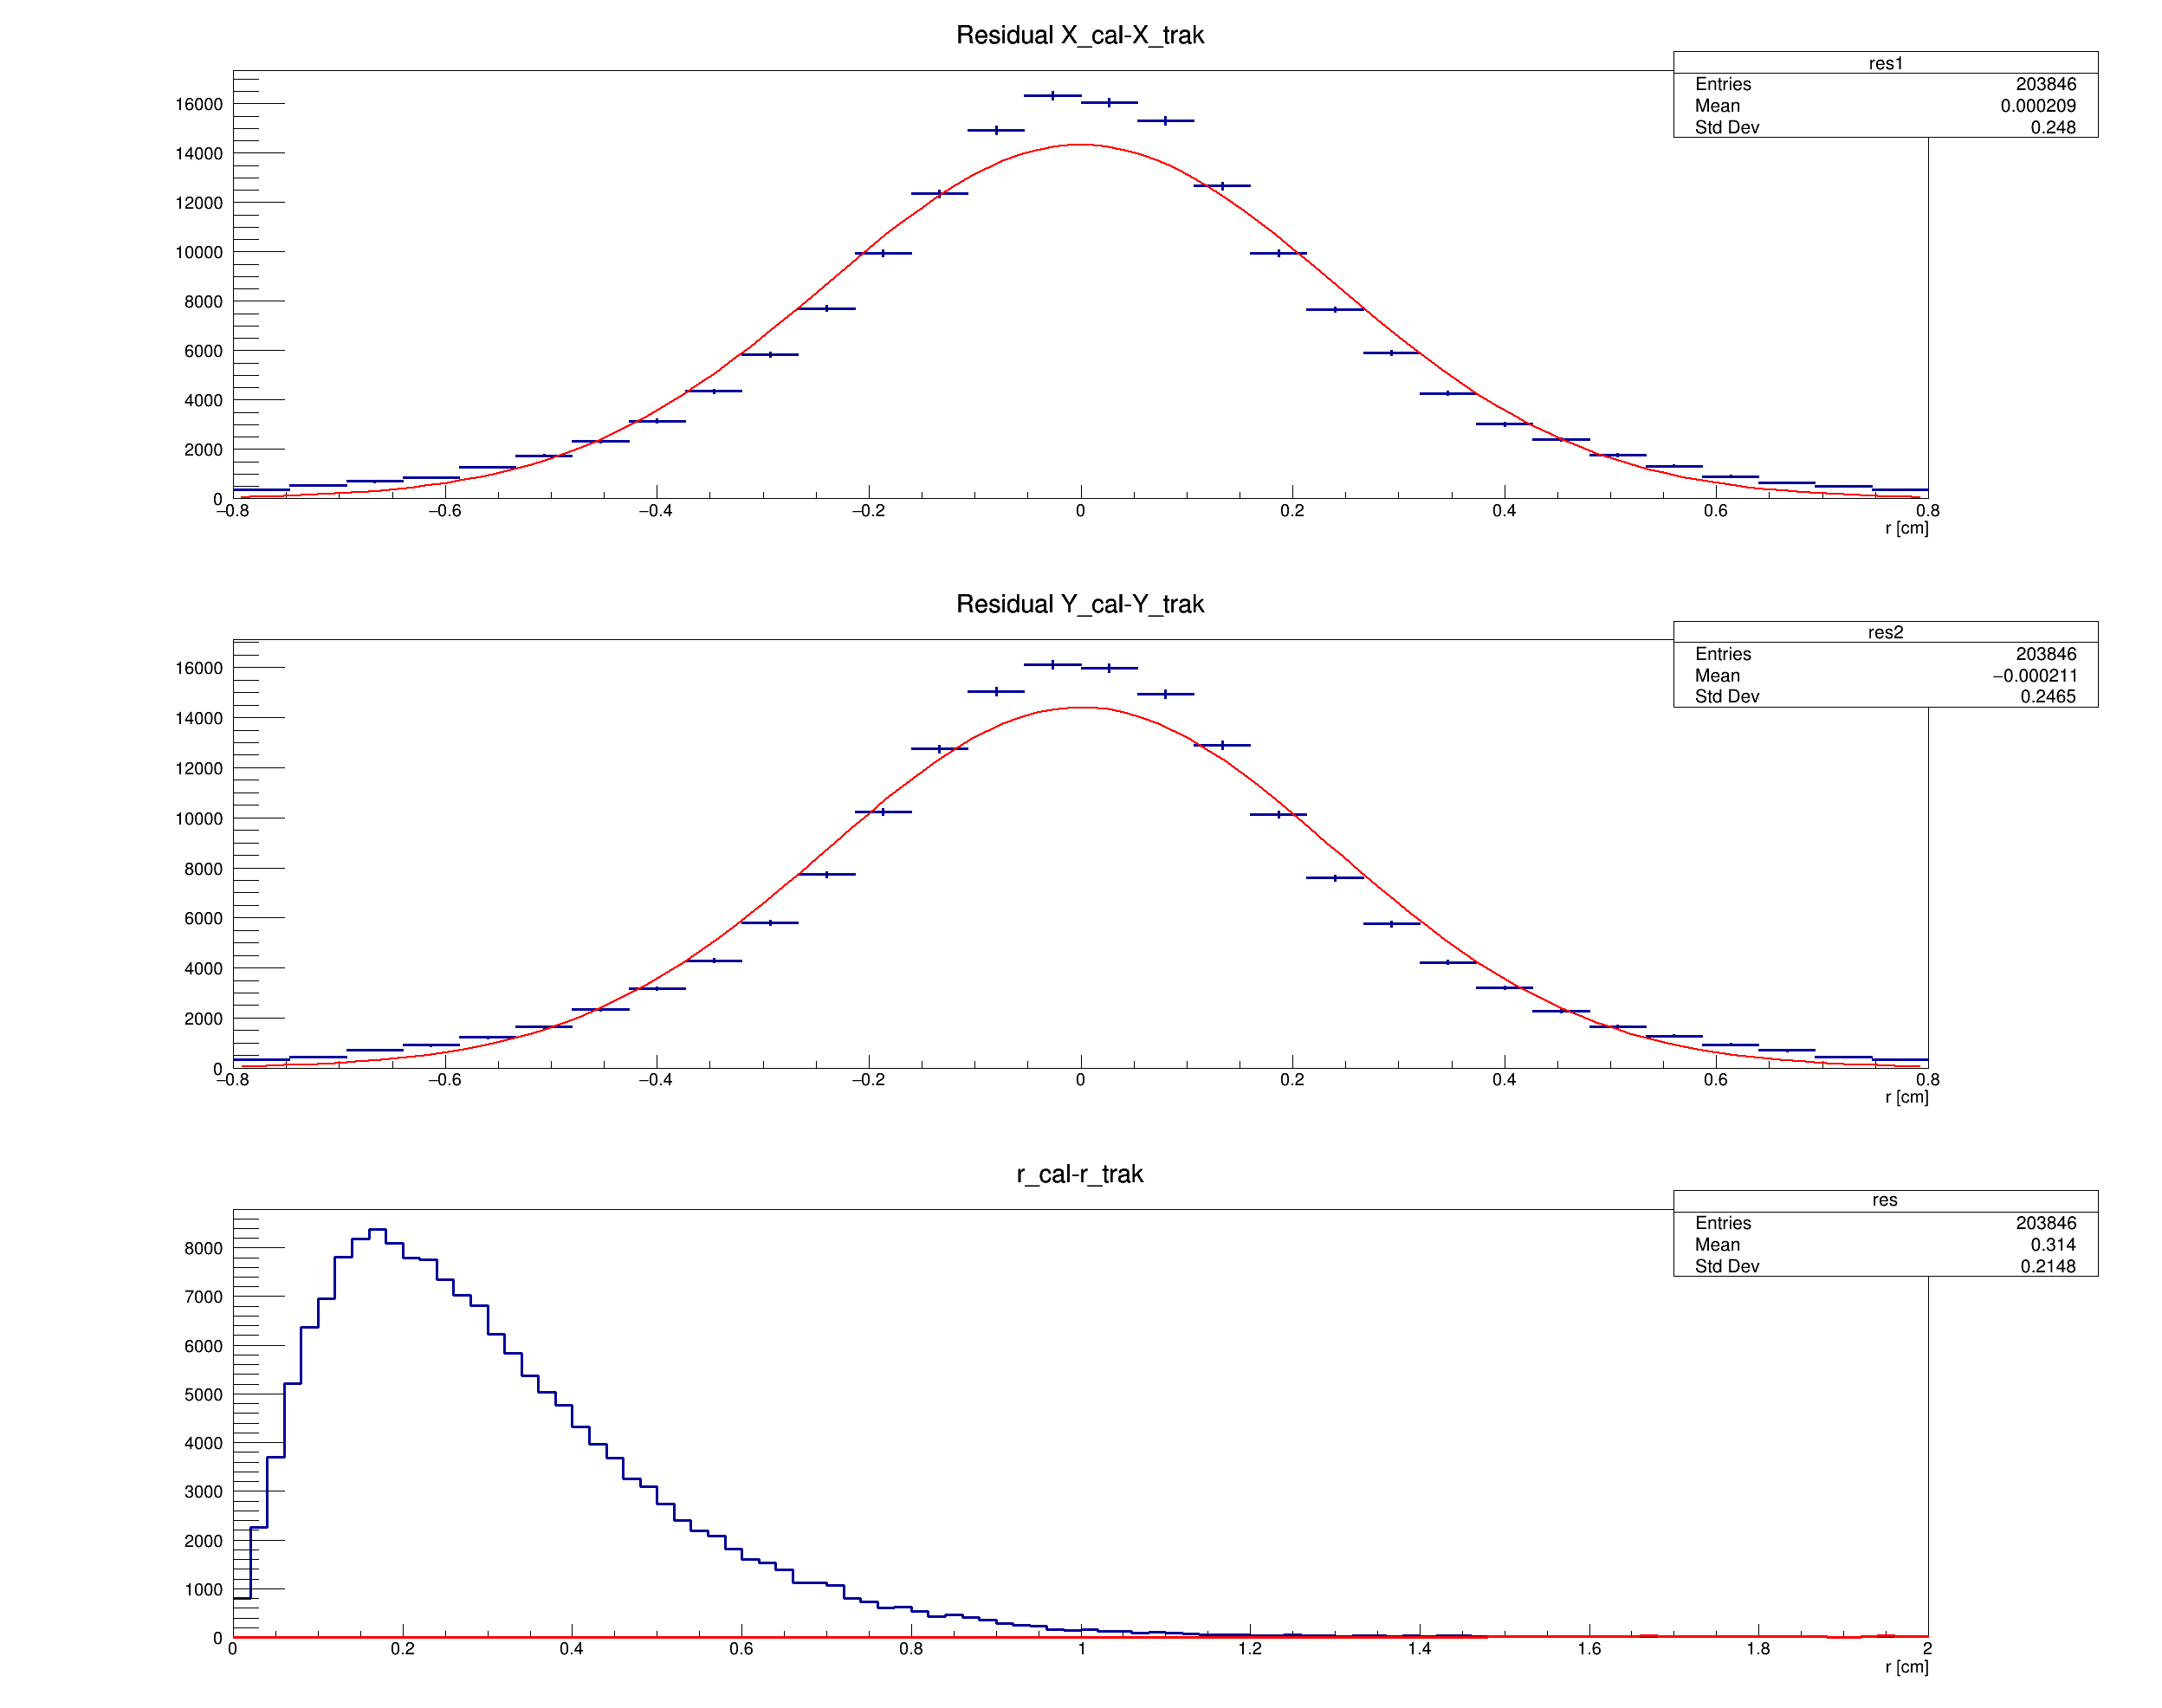 Residual X_cal-X_trak
res1
Entries 203846
Mean 0.000209
Std Dev 0.248
16000
14000
12000
10000
8000
6000
4000
2000
0
−0.8 −0.6 −0.4 −0.2 0 0.2 0.4 0.6 0.8
r [cm]
Residual Y_cal-Y_trak
res2
Entries 203846
Mean −0.000211
Std Dev 0.2465
16000
14000
12000
10000
8000
6000
4000
2000
0
−0.8 −0.6 −0.4 −0.2 0 0.2 0.4 0.6 0.8
r [cm]
r_cal-r_trak
res
Entries 203846
Mean 0.314
Std Dev 0.2148
8000
7000
6000
5000
4000
3000
2000
1000
0
0 0.2 0.4 0.6 0.8 1 1.2 1.4 1.6 1.8 2
r [cm]